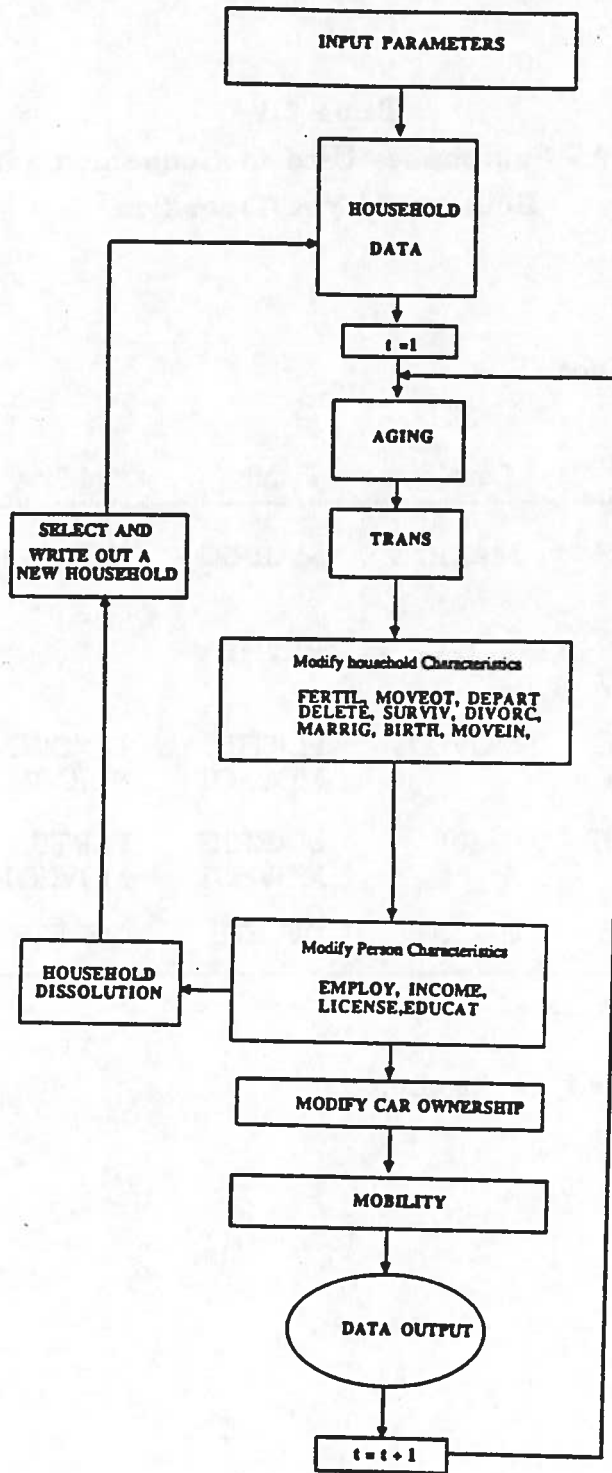 INPUT PARAMETERS
HOUSEHOLD
DATA
t =1
AGING
TRANS
SELECT AND
WRITE OUT A
NEW HOUSEHOLD
Modify household Characteristics
FERTIL, MOVEOT, DEPART
DELETE, SURVIV, DIVORC,
MARRIG, BIRTH, MOVEIN,
Modify Person Characteristics
EMPLOY, INCOME,
LICENSE,EDUCAT
HOUSEHOLD
DISSOLUTION
MODIFY CAR OWNERSHIP
MOBILITY
DATA OUTPUT
t = t + 1